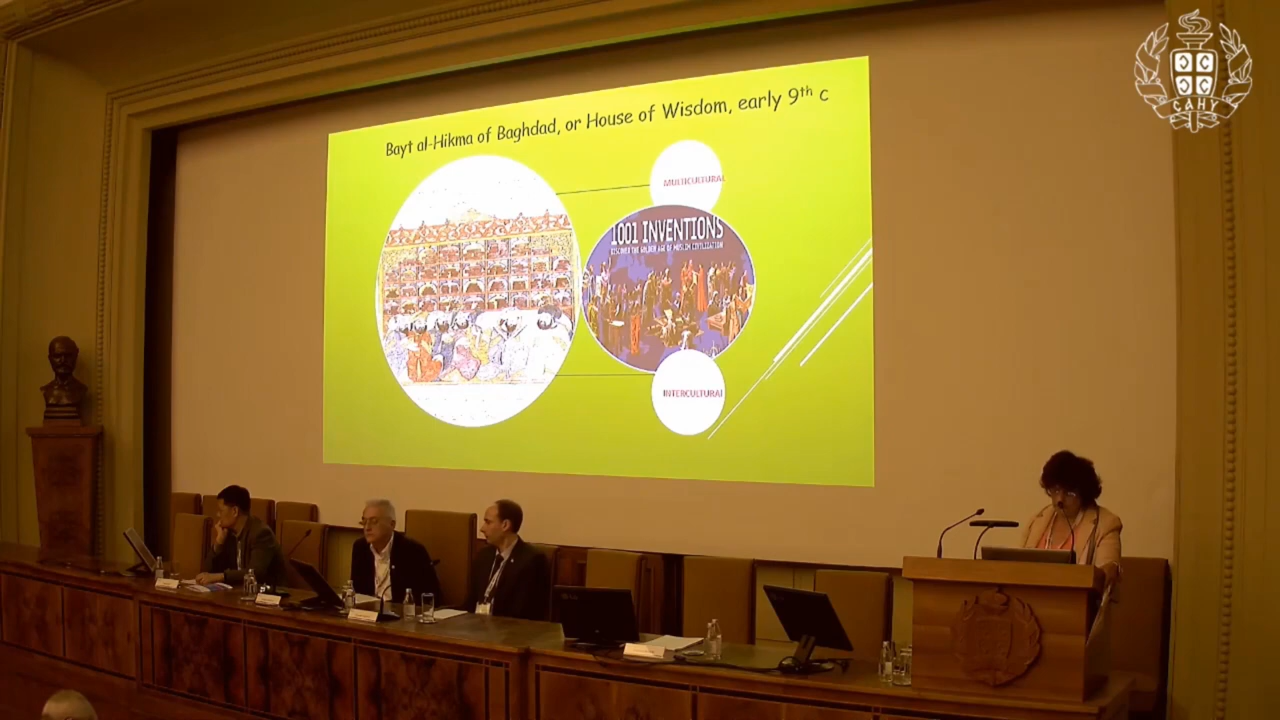 Bayt al-Hikma of Baghdad, or House of Wisdom, early 9th c
MULTICULTURAL
1001 INVENTIONS
DISCOVER THE GOLDEN AGE OF MUSLIM CIVILIZATION
INTERCULTURAL
САНУ